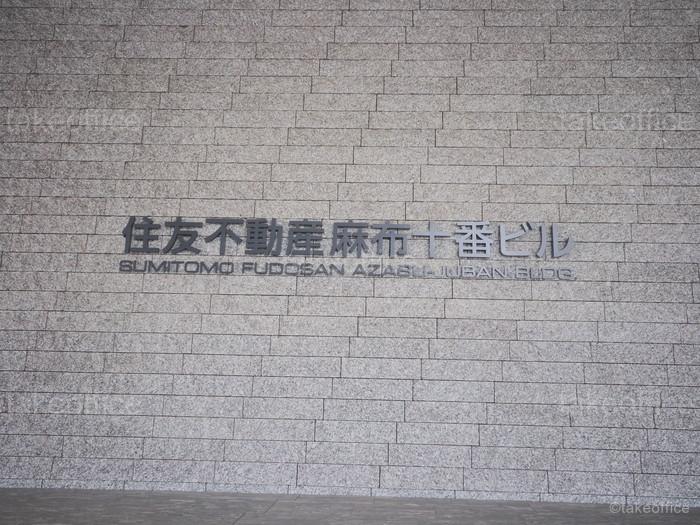 住友不動産麻布十番ビル
SUMITOMO FUDOSAN AZABU-JUBAN BLDG.
takeoffice
takeoffice
takeoffice
takeoffice
©takeoffice